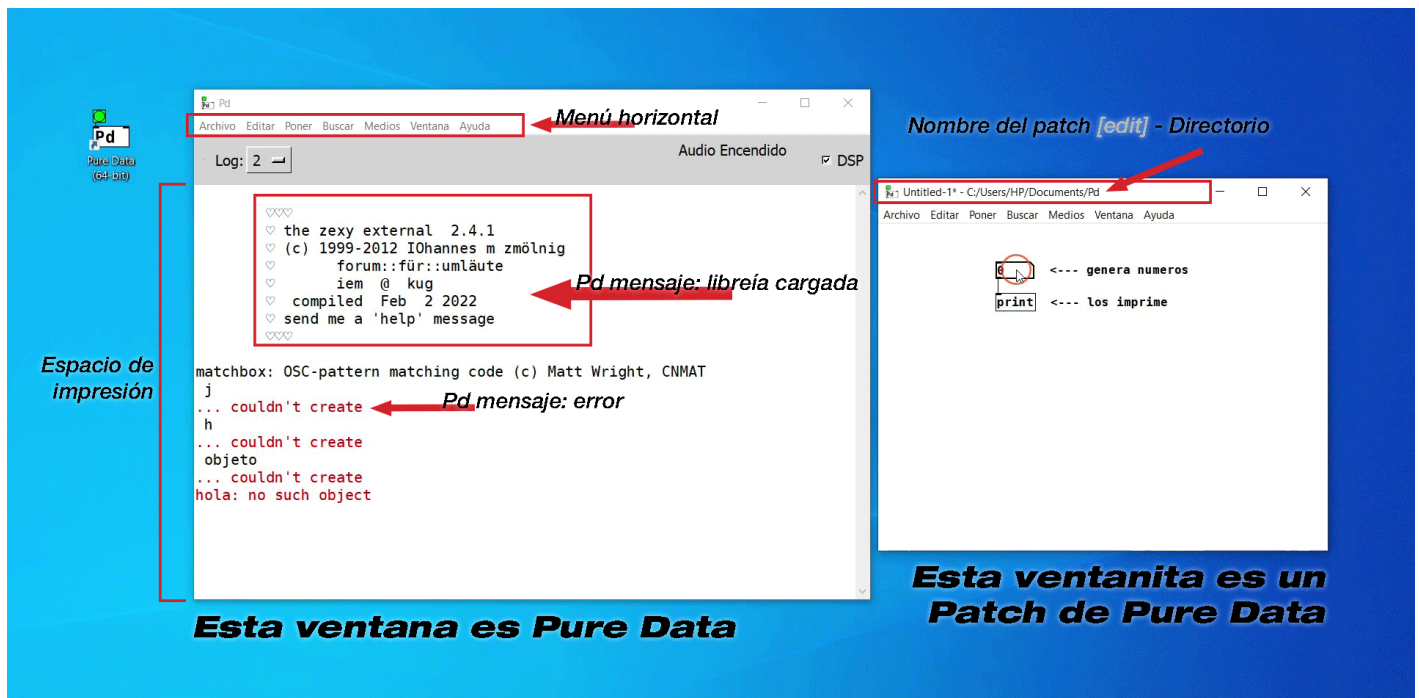 Pd
Pure Data
(64-bit)
Pd
Archivo Editar Poner Buscar Medios Ventana Ayuda
Menú horizontal
Log: 2
Audio Encendido
DSP
♡♡♡
♡ the zexy external 2.4.1
♡ (c) 1999-2012 IOhannes m zmölnig
♡ forum::für::umläute
♡ iem @ kug
♡ compiled Feb 2 2022
♡ send me a 'help' message
♡♡♡
Pd mensaje: libreía cargada
Espacio de
impresión
matchbox: OSC-pattern matching code (c) Matt Wright, CNMAT
j
... couldn't create
Pd mensaje: error
h
... couldn't create
objeto
... couldn't create
hola: no such object
Esta ventana es Pure Data
Nombre del patch [edit] - Directorio
Untitled-1* - C:/Users/HP/Documents/Pd
Archivo Editar Poner Buscar Medios Ventana Ayuda
0 <--- genera numeros
print <--- los imprime
Esta ventanita es un
Patch de Pure Data